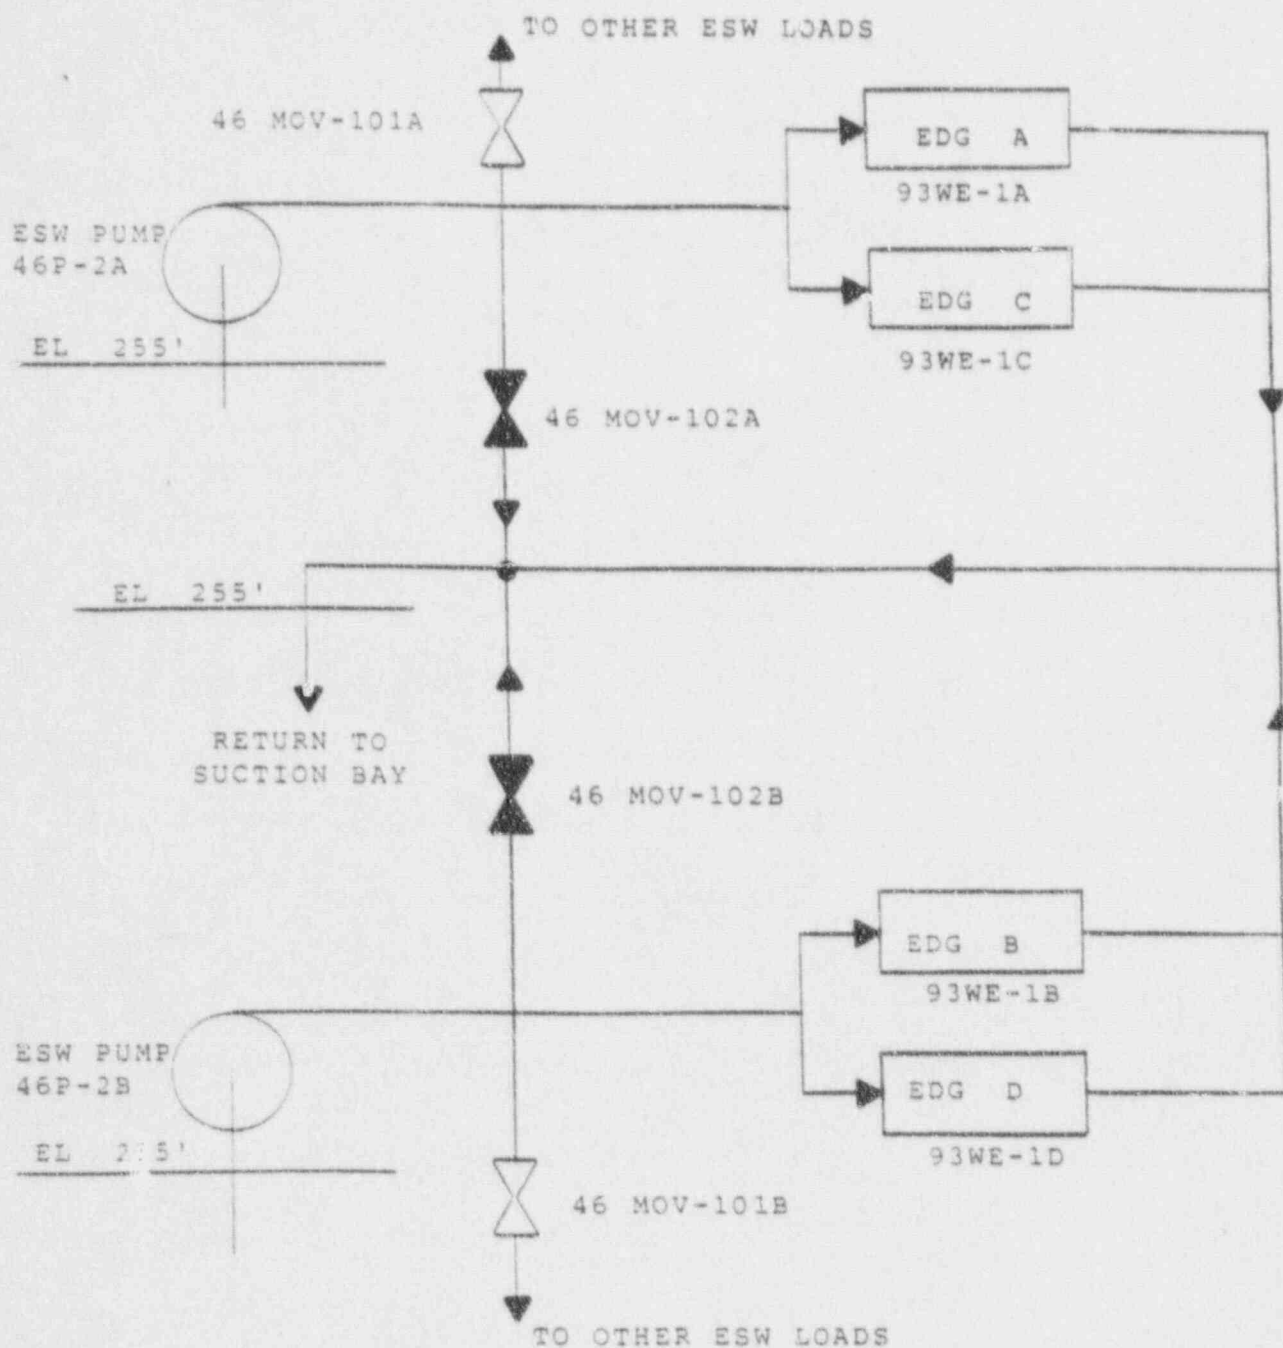 TO OTHER ESW LOADS
46 MOV-101A
EDG A
93WE-1A
ESW PUMP
46P-2A
EDG C
EL 255'
93WE-1C
46 MOV-102A
EL 255'
RETURN TO
SUCTION BAY
46 MOV-102B
EDG B
93WE-1B
ESW PUMP
46P-2B
EDG D
EL
93WE-1D
46 MOV-101B
TO OTHER ESW LOADS